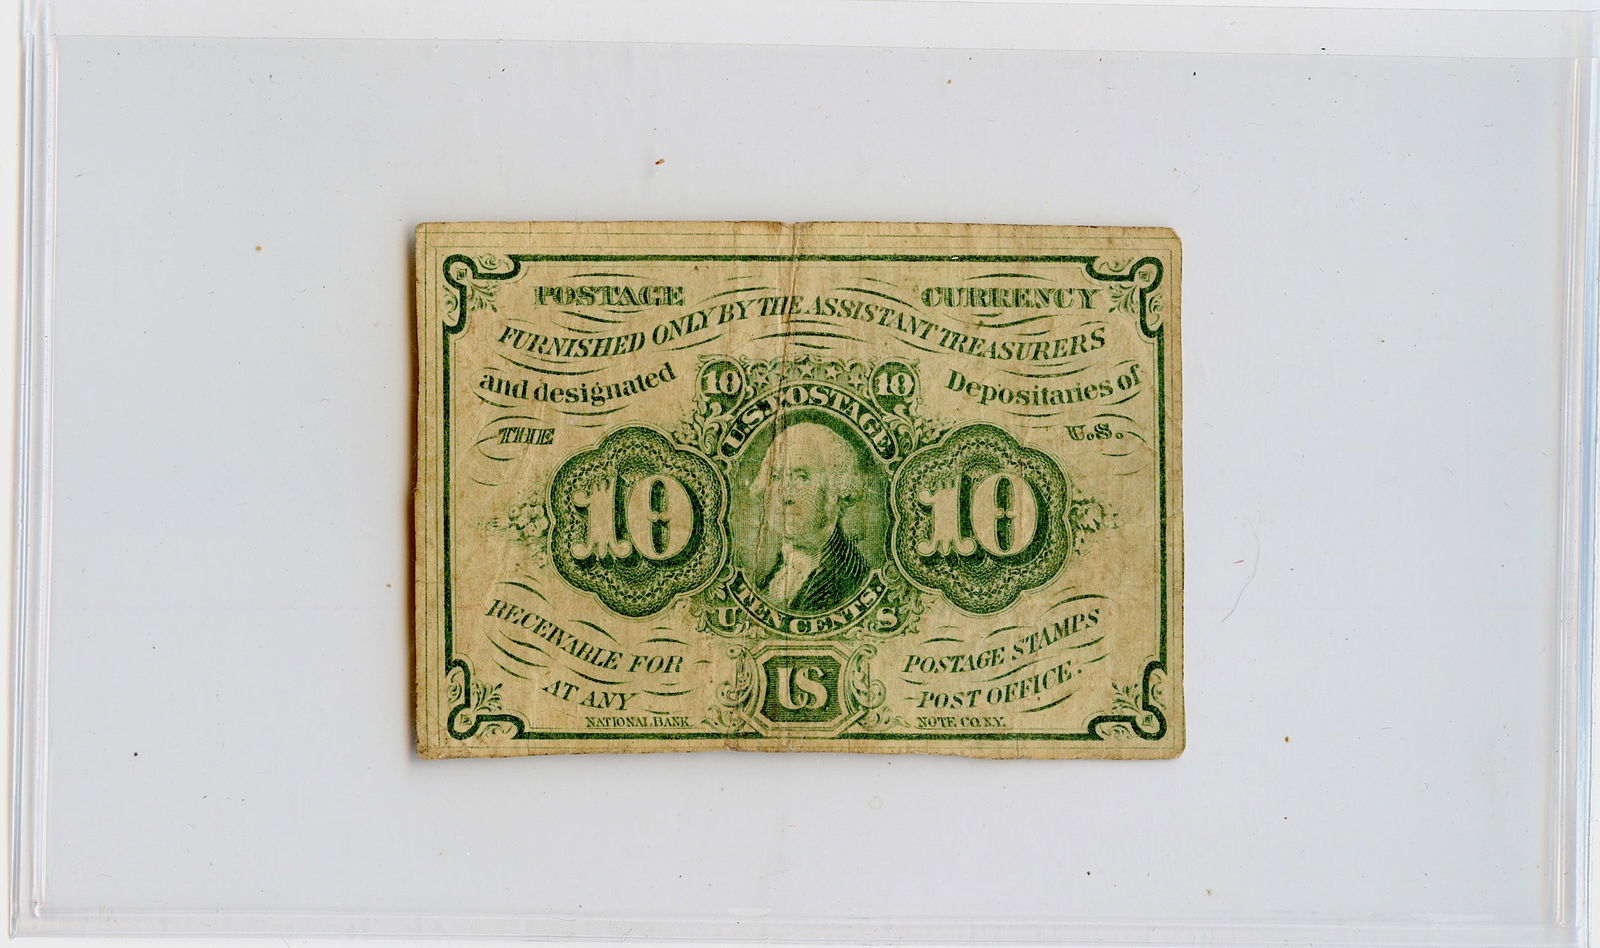 POSTAGE CURRENCY
FURNISHED ONLY BY THE ASSISTANT TREASURERS
and designated Depositaries of
THE U.S.
10 10
U.S. POSTAGE
10 10
TEN CENTS.
U S
RECEIVABLE FOR POSTAGE STAMPS
AT ANY POST OFFICE.
US
NATIONAL BANK NOTE CO. N.Y.